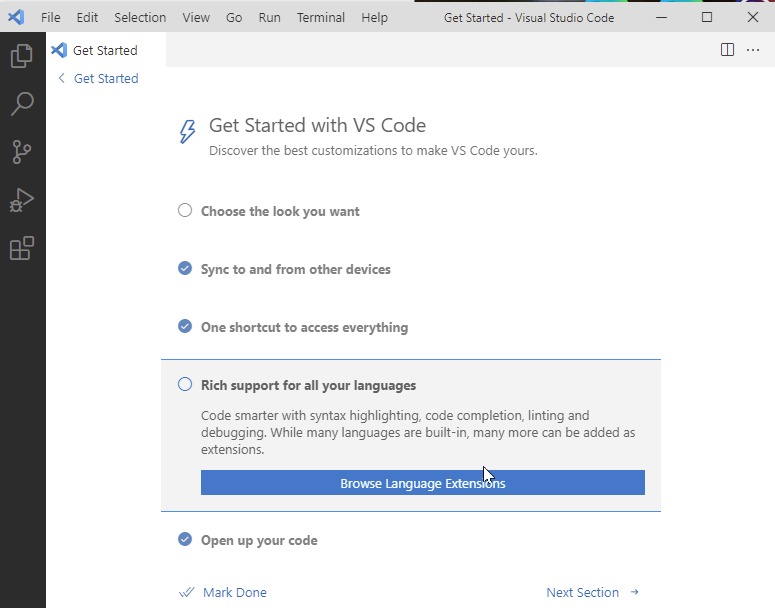 File Edit Selection View Go Run Terminal Help Get Started - Visual Studio Code
Get Started
Get Started
Get Started with VS Code
Discover the best customizations to make VS Code yours.
Choose the look you want
Sync to and from other devices
One shortcut to access everything
Rich support for all your languages
Code smarter with syntax highlighting, code completion, linting and
debugging. While many languages are built-in, many more can be added as
extensions.
Browse Language Extensions
Open up your code
Mark Done Next Section